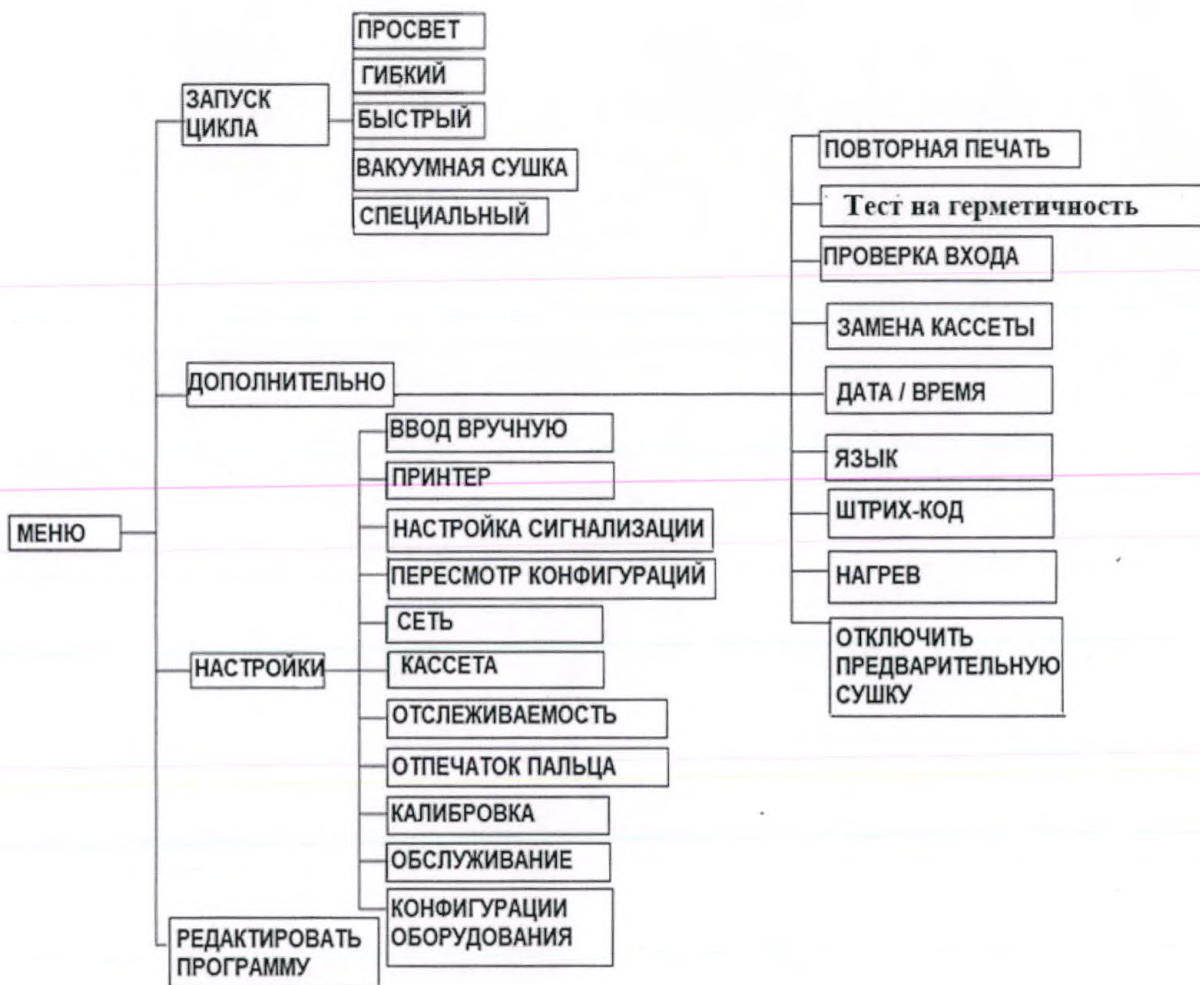 МЕНЮ
ЗАПУСК
ЦИКЛА
ПРОСВЕТ
ГИБКИЙ
БЫСТРЫЙ
ВАКУУМНАЯ СУШКА
СПЕЦИАЛЬНЫЙ
ДОПОЛНИТЕЛЬНО
ПОВТОРНАЯ ПЕЧАТЬ
Тест на герметичность
ПРОВЕРКА ВХОДА
ЗАМЕНА КАССЕТЫ
ДАТА / ВРЕМЯ
ЯЗЫК
ШТРИХ-КОД
НАГРЕВ
ОТКЛЮЧИТЬ
ПРЕДВАРИТЕЛЬНУЮ
СУШКУ
НАСТРОЙКИ
ВВОД ВРУЧНУЮ
ПРИНТЕР
НАСТРОЙКА СИГНАЛИЗАЦИИ
ПЕРЕСМОТР КОНФИГУРАЦИЙ
СЕТЬ
КАССЕТА
ОТСЛЕЖИВАЕМОСТЬ
ОТПЕЧАТОК ПАЛЬЦА
КАЛИБРОВКА
ОБСЛУЖИВАНИЕ
КОНФИГУРАЦИИ
ОБОРУДОВАНИЯ
РЕДАКТИРОВАТЬ
ПРОГРАММУ